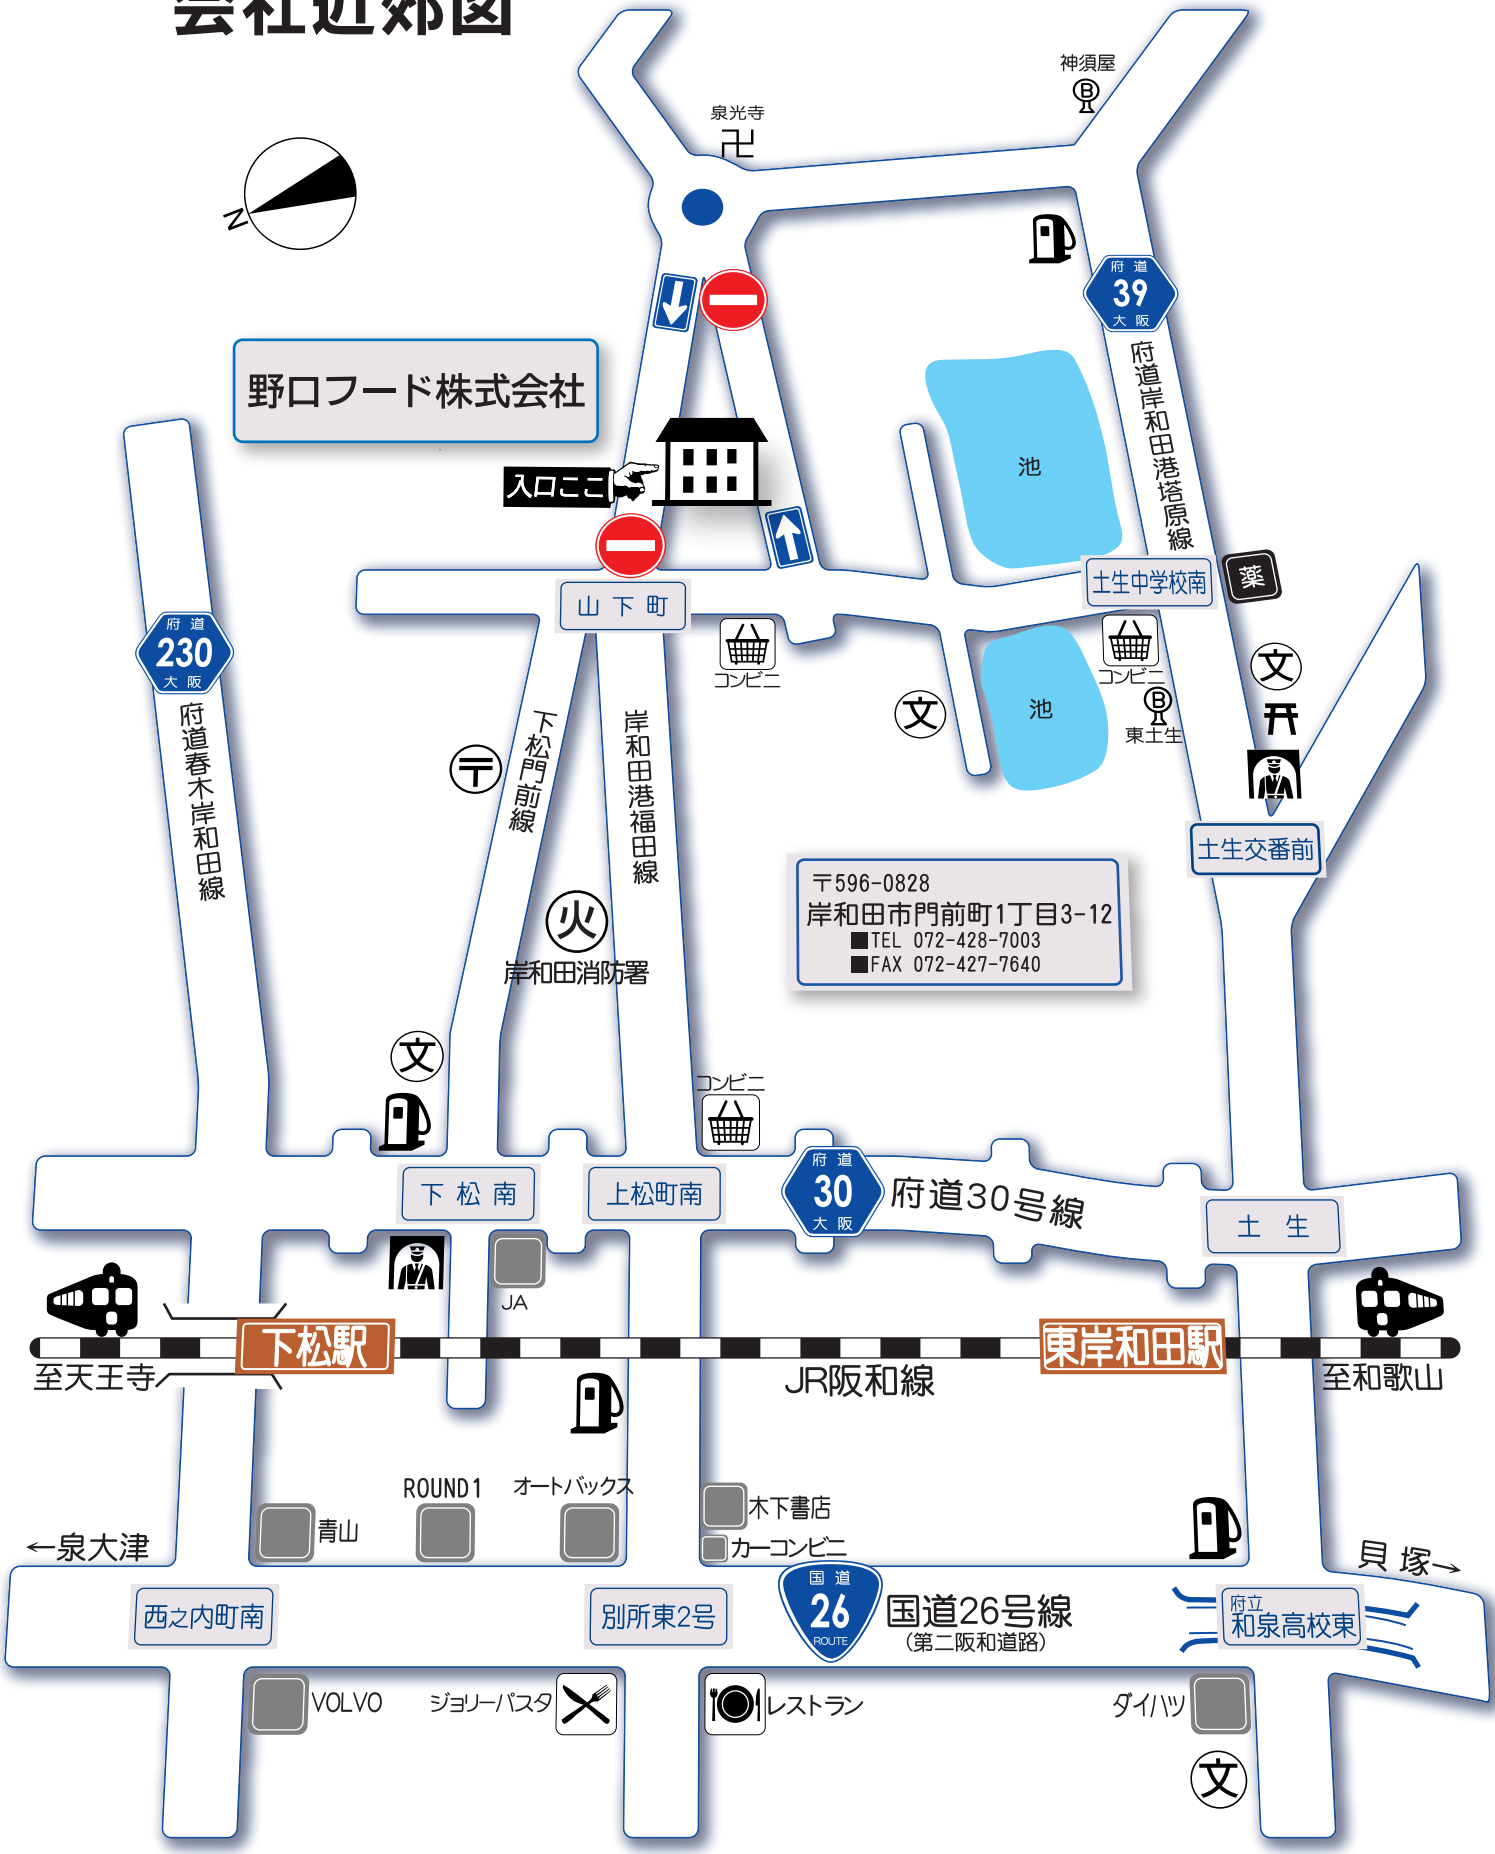 会社近郊図
神須屋
B
泉光寺
N
府道
39
大阪
野口フード株式会社
府道岸和田港塔原線
池
入口ここ
土生中学校南
薬
山下町
府道
230
大阪
コンビニ
コンビニ
文
文
池
B
東土生
府道春木岸和田線
下松門前線
岸和田港福田線
〒
土生交番前
〒596-0828
岸和田市門前町1丁目3-12
■TEL 072-428-7003
■FAX 072-427-7640
火
岸和田消防署
文
コンビニ
下松南
上松町南
府道
30
大阪
府道30号線
土生
JA
下松駅
東岸和田駅
至天王寺
JR阪和線
至和歌山
ROUND1
オートバックス
木下書店
青山
カーコンビニ
←泉大津
貝塚→
西之内町南
別所東2号
国道
26
ROUTE
国道26号線
(第二阪和道路)
府立
和泉高校東
VOLVO
ジョリーパスタ
レストラン
ダイハツ
文